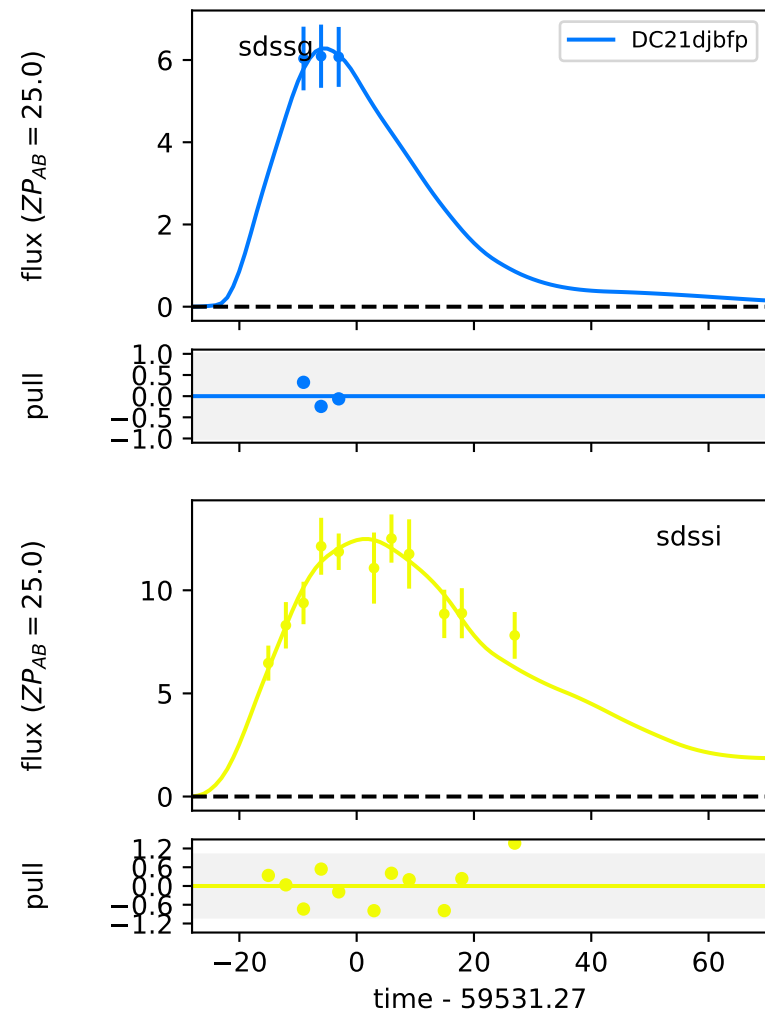 sdssg
DC21djbfp
flux (ZP_AB = 25.0)
6
4
2
0
pull
1.0
0.5
0.0
−0.5
−1.0
sdssi
flux (ZP_AB = 25.0)
10
5
0
pull
1.2
0.6
0.0
−0.6
−1.2
−20 0 20 40 60
time - 59531.27